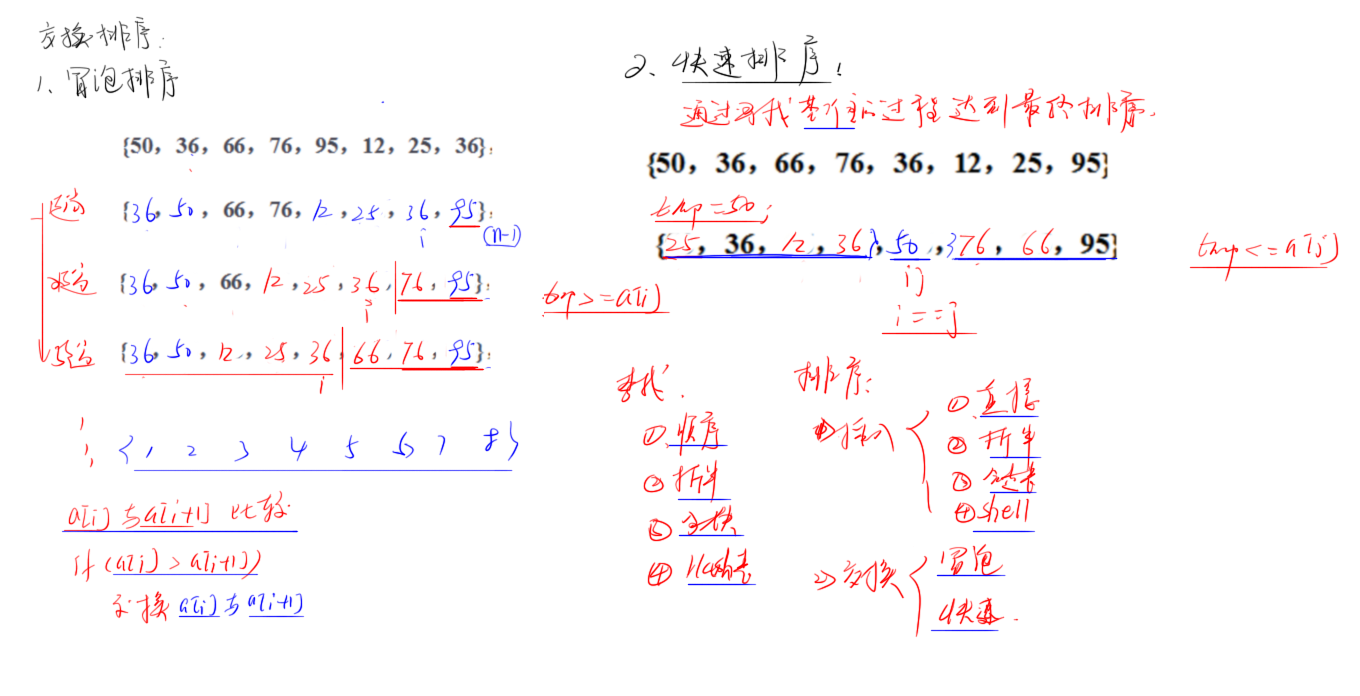 交换排序:
1、冒泡排序
{50, 36, 66, 76, 95, 12, 25, 36};
1趟 {36, 50, 66, 76, 12, 25, 36, 95};
i (n-1)
2趟 {36, 50, 66, 12, 25, 36, 76, 95};
i
3趟 {36, 50, 12, 25, 36, 66, 76, 95};
i
{1 2 3 4 5 6 7 8}
a[i]与a[i+1]比较
if(a[i]>a[i+1])
交换a[i]与a[i+1]
2、快速排序:
通过寻找基准的过程达到最终排序.
{50, 36, 66, 76, 36, 12, 25, 95}
tmp=50;
{25, 36, 12, 36}, 50, {76, 66, 95]
tmp<=a[j]
tmp>=a[i]
ij
i==j
查找:
① 顺序
② 折半
③ 分块
④ Hash表
排序:
① 插入
① 直接
② 折半
④ shell
2) 交换
冒泡
快速.